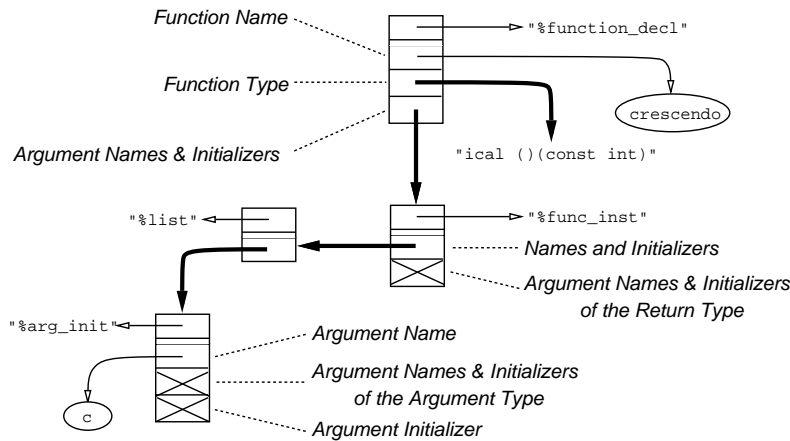 Function Name
"%function_decl"
Function Type
crescendo
Argument Names & Initializers
"ical ()(const int)"
"%list"
"%func_inst"
Names and Initializers
Argument Names & Initializers
of the Return Type
"%arg_init"
Argument Name
Argument Names & Initializers
of the Argument Type
c
Argument Initializer